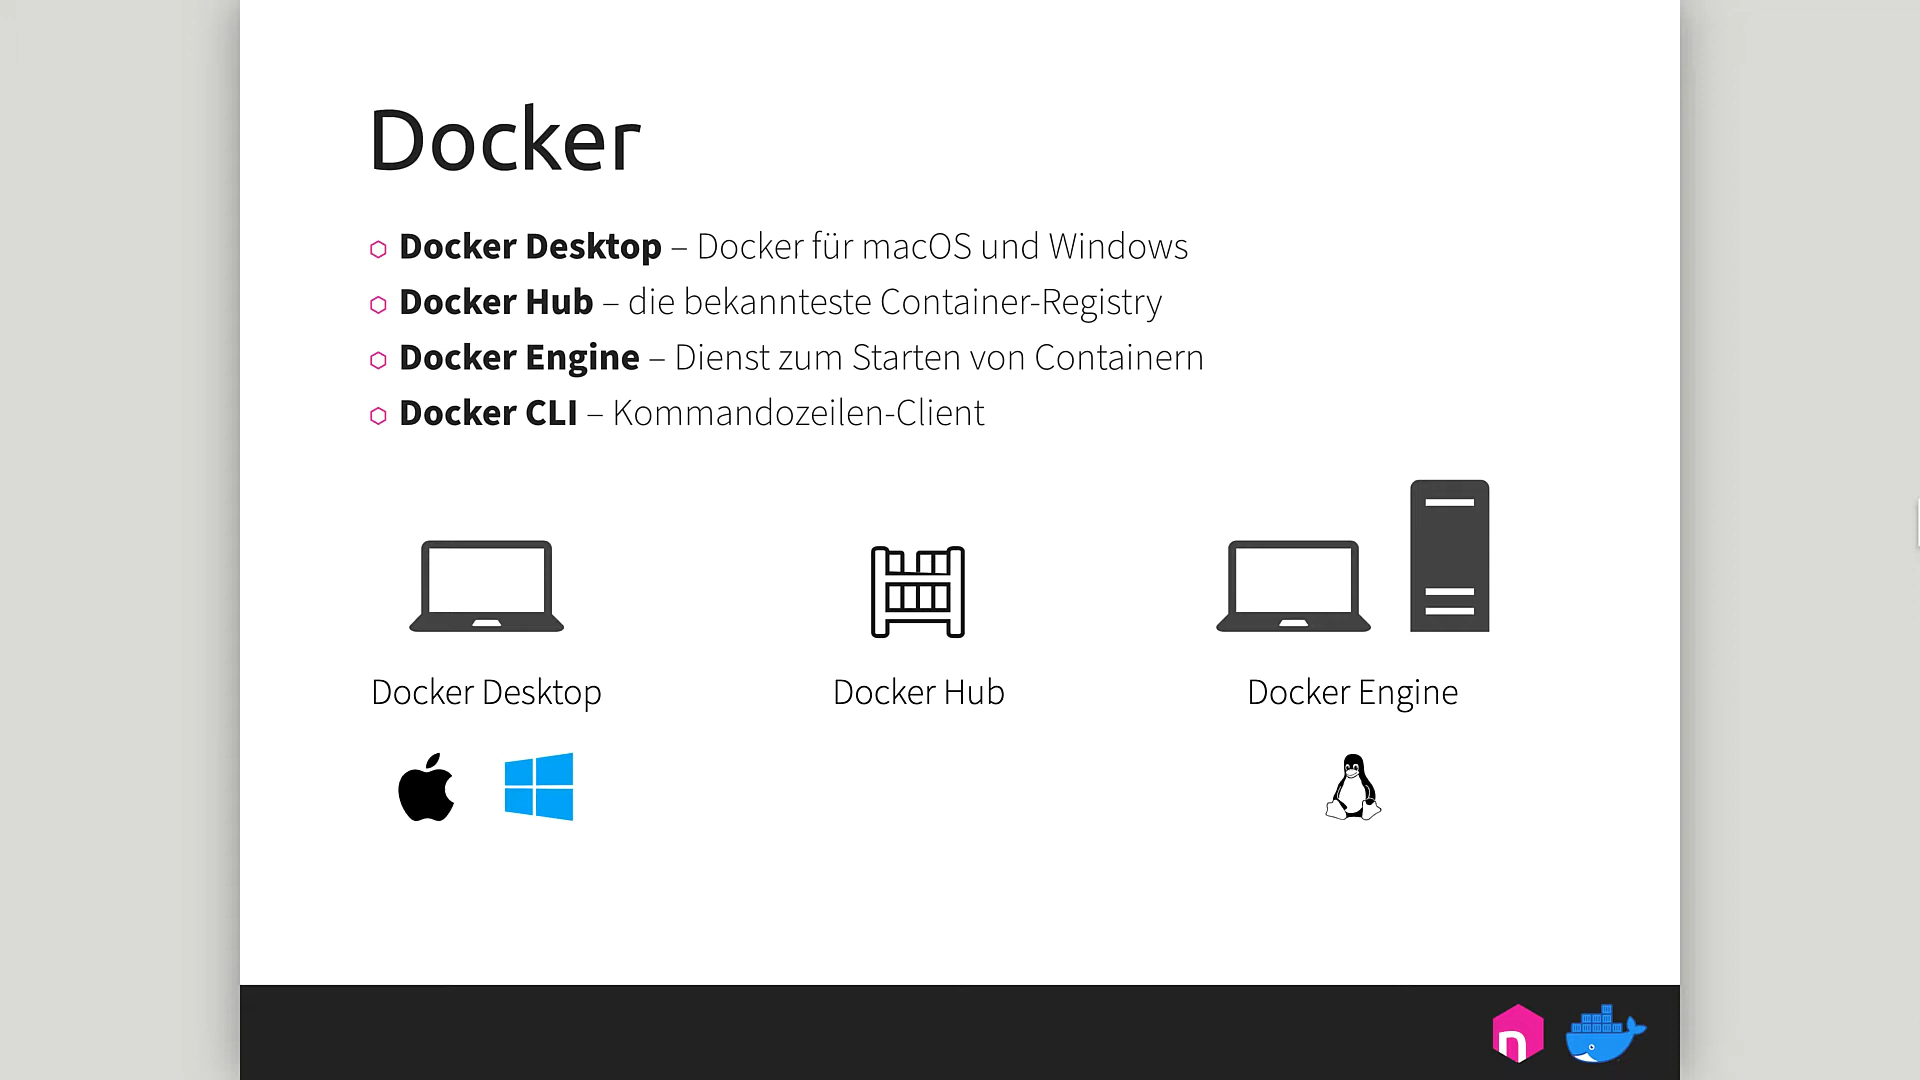 Docker
Docker Desktop – Docker für macOS und Windows
Docker Hub – die bekannteste Container-Registry
Docker Engine – Dienst zum Starten von Containern
Docker CLI – Kommandozeilen-Client
Docker Desktop
Docker Hub
Docker Engine
n